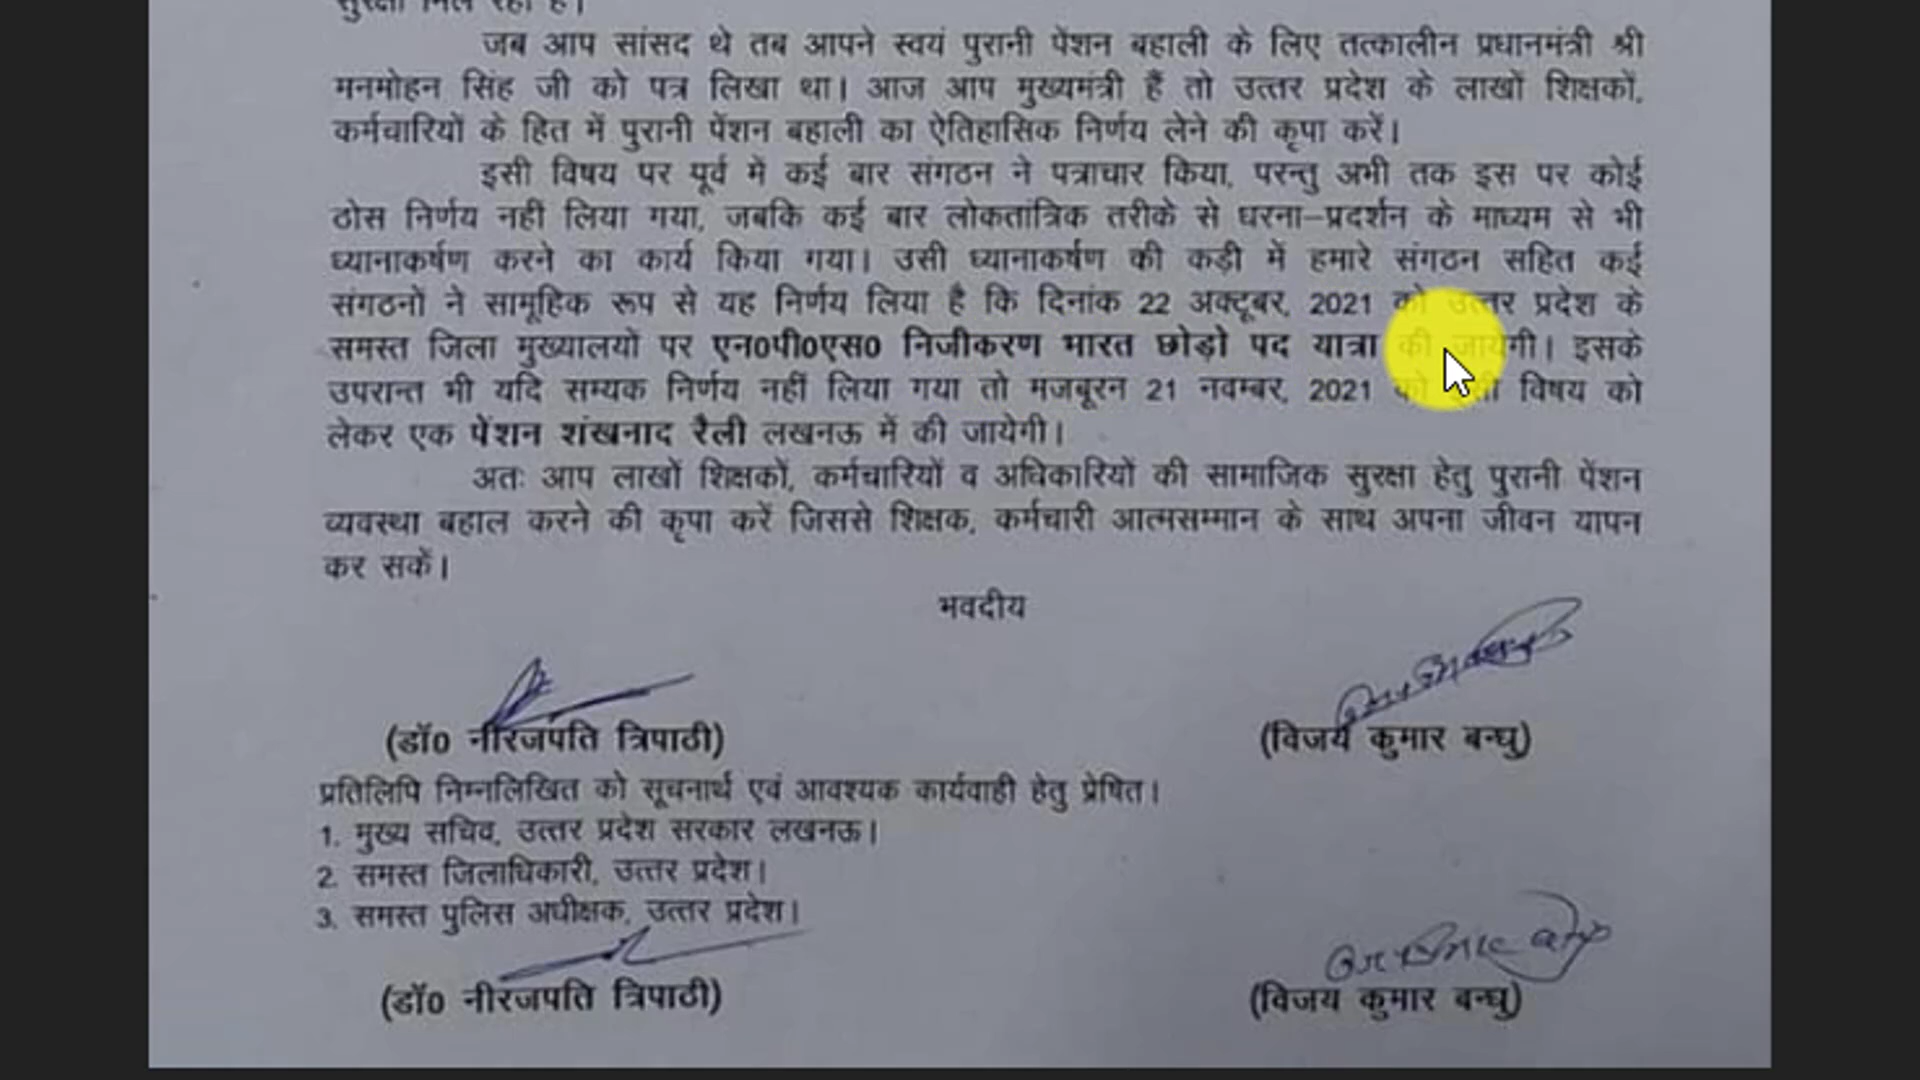 सुरक्षा मिल रही है।
जब आप सांसद थे तब आपने स्वयं पुरानी पेंशन बहाली के लिए तत्कालीन प्रधानमंत्री श्री
मनमोहन सिंह जी को पत्र लिखा था। आज आप मुख्यमंत्री हैं तो उत्तर प्रदेश के लाखों शिक्षकों,
कर्मचारियों के हित में पुरानी पेंशन बहाली का ऐतिहासिक निर्णय लेने की कृपा करें।
इसी विषय पर पूर्व में कई बार संगठन ने पत्राचार किया, परन्तु अभी तक इस पर कोई
ठोस निर्णय नहीं लिया गया, जबकि कई बार लोकतांत्रिक तरीके से धरना–प्रदर्शन के माध्यम से भी
ध्यानाकर्षण करने का कार्य किया गया। उसी ध्यानाकर्षण की कड़ी में हमारे संगठन सहित कई
संगठनों ने सामूहिक रूप से यह निर्णय लिया है कि दिनांक 22 अक्टूबर, 2021 को उत्तर प्रदेश के
समस्त जिला मुख्यालयों पर एन0पी0एस0 निजीकरण भारत छोड़ो पद यात्रा की जायेगी। इसके
उपरान्त भी यदि सम्यक निर्णय नहीं लिया गया तो मजबूरन 21 नवम्बर, 2021 को इसी विषय को
लेकर एक पेंशन शंखनाद रैली लखनऊ में की जायेगी।
अतः आप लाखों शिक्षकों, कर्मचारियों व अधिकारियों की सामाजिक सुरक्षा हेतु पुरानी पेंशन
व्यवस्था बहाल करने की कृपा करें जिससे शिक्षक, कर्मचारी आत्मसम्मान के साथ अपना जीवन यापन
कर सकें।
भवदीय
(डॉ0 नीरजपति त्रिपाठी) (विजय कुमार बन्धु)
प्रतिलिपि निम्नलिखित को सूचनार्थ एवं आवश्यक कार्यवाही हेतु प्रेषित।
1. मुख्य सचिव, उत्तर प्रदेश सरकार लखनऊ।
2. समस्त जिलाधिकारी, उत्तर प्रदेश।
3. समस्त पुलिस अधीक्षक, उत्तर प्रदेश।
(डॉ0 नीरजपति त्रिपाठी) (विजय कुमार बन्धु)